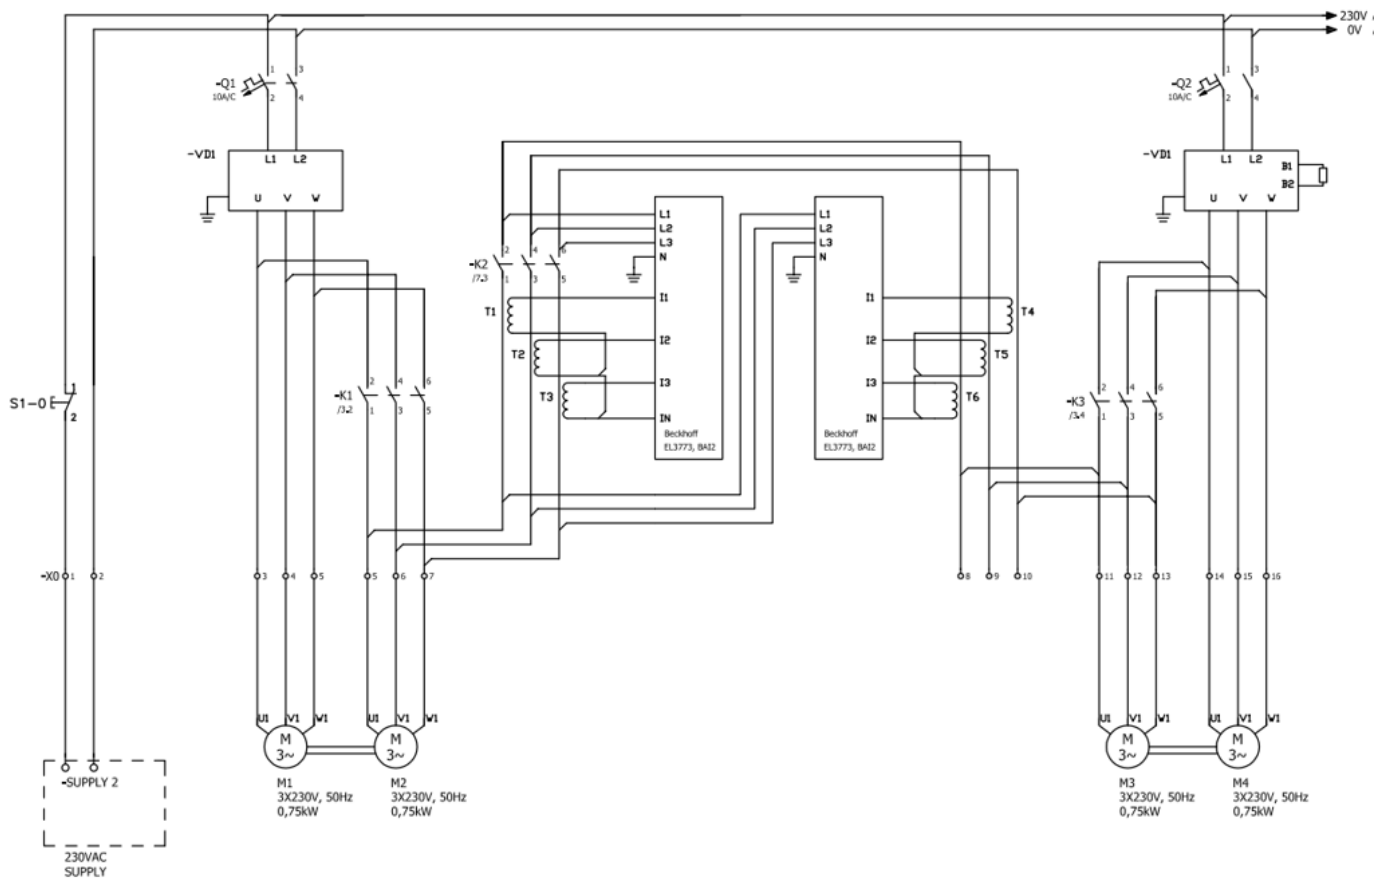 230V
0V
-Q1
10A/C
1
3
2
4
-Q2
10A/C
1
3
2
4
-VD1
L1
L2
U
V
W
-VD1
L1
L2
B1
B2
U
V
W
L1
L2
L3
N
I1
I2
I3
IN
Beckhoff
EL3773, BAI2
L1
L2
L3
N
I1
I2
I3
IN
Beckhoff
EL3773, BAI2
-K2
/7.3
2
4
6
1
3
5
T1
T2
T3
T4
T5
T6
S1-0
1
2
-K1
/3.2
2
4
6
1
3
5
-K3
/3.4
2
4
6
1
3
5
-X0
1
2
3
4
5
5
6
7
8
9
10
11
12
13
14
15
16
U1
V1
W1
U1
V1
W1
U1
V1
W1
U1
V1
W1
M
3~
M
3~
M
3~
M
3~
-SUPPLY 2
230VAC
SUPPLY
M1
3X230V, 50Hz
0,75kW
M2
3X230V, 50Hz
0,75kW
M3
3X230V, 50Hz
0,75kW
M4
3X230V, 50Hz
0,75kW